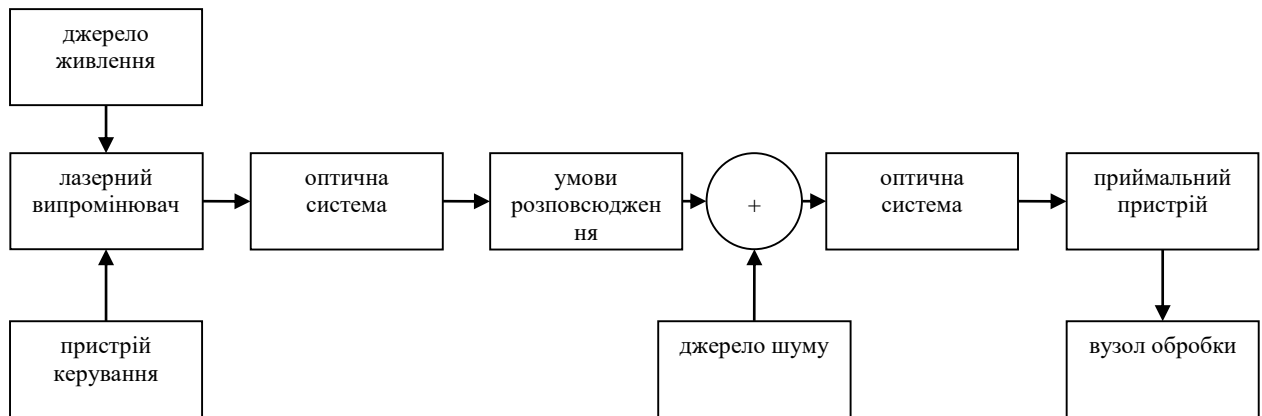 джерело
живлення
лазерний
випромінювач
оптична
система
умови
розповсюджен
ня
+
оптична
система
приймальний
пристрій
пристрій
керування
джерело шуму
вузол обробки